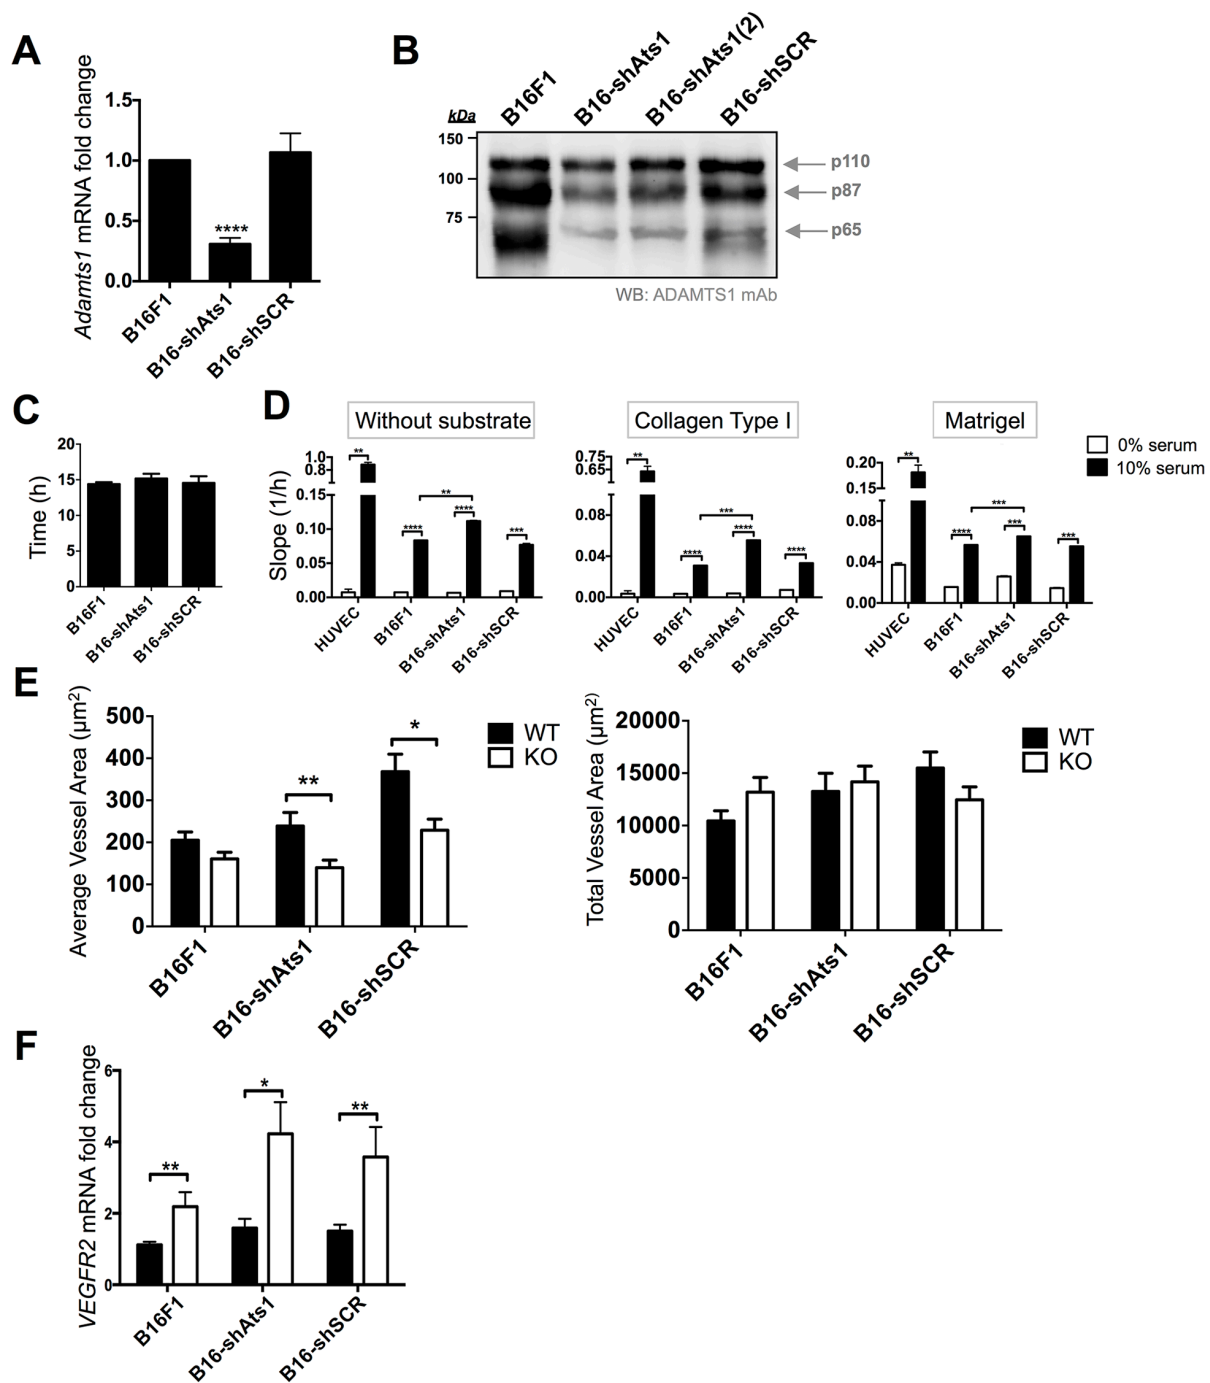 A
Adamts1 mRNA fold change
1.5
1.0
0.5
0.0
****
B16F1
B16-shAts1
B16-shSCR
B
kDa
150
100
75
B16F1
B16-shAts1
B16-shAts1(2)
B16-shSCR
p110
p87
p65
WB: ADAMTS1 mAb
C
Time (h)
20
15
10
5
0
B16F1
B16-shAts1
B16-shSCR
D
Without substrate
Slope (1/h)
1.0
0.8
0.15
0.10
0.05
0.00
**
****
**
****
***
HUVEC
B16F1
B16-shAts1
B16-shSCR
Collagen Type I
0.75
0.65
0.08
0.04
0.00
**
****
***
****
****
HUVEC
B16F1
B16-shAts1
B16-shSCR
Matrigel
0.20
0.15
0.08
0.04
0.00
**
****
***
***
***
HUVEC
B16F1
B16-shAts1
B16-shSCR
0% serum
10% serum
E
Average Vessel Area (µm²)
500
400
300
200
100
0
**
*
WT
KO
B16F1
B16-shAts1
B16-shSCR
Total Vessel Area (µm²)
20000
15000
10000
5000
0
WT
KO
B16F1
B16-shAts1
B16-shSCR
F
VEGFR2 mRNA fold change
6
4
2
0
**
*
**
B16F1
B16-shAts1
B16-shSCR